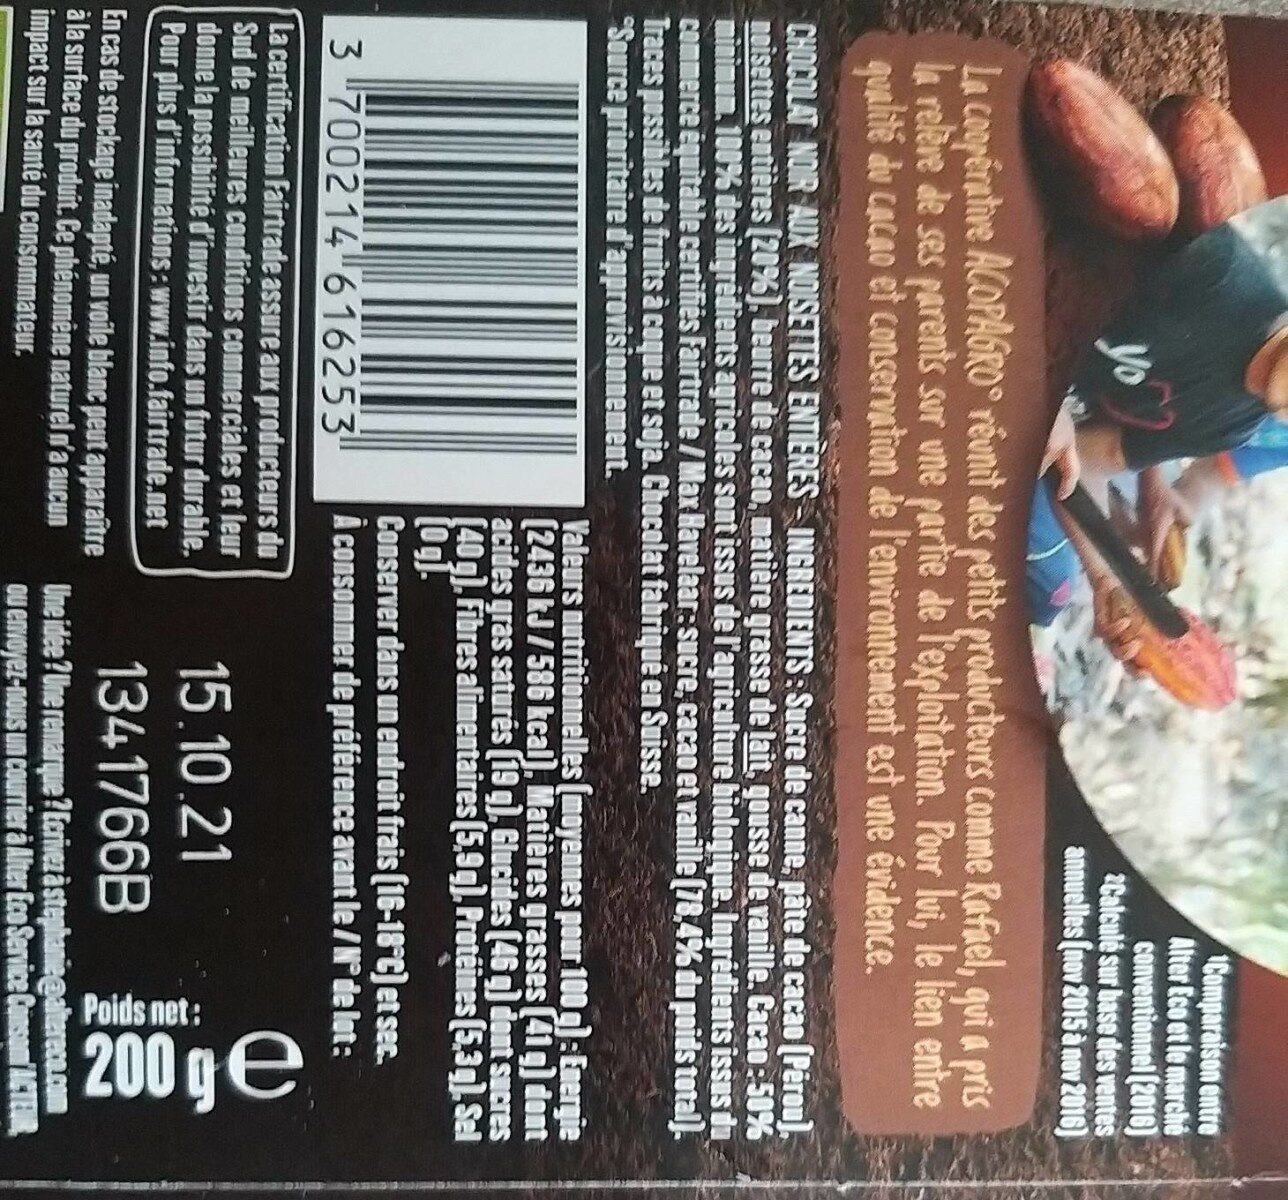 ¹Comparaison entre
Alter Eco et le marché
conventionnel (2016)
²Calculé sur base des ventes
annuelles (nov 2015 à nov 2016)
yo
La coopérative ACOPAGRO° réunit des petits producteurs comme Rafael, qui a pris
la relève de ses parents sur une partie de l'exploitation. Pour lui, le lien entre
qualité du cacao et conservation de l'environnement est une évidence.
CHOCOLAT NOIR AUX NOISETTES ENTIÈRES - INGRÉDIENTS : Sucre de canne, pâte de cacao (Pérou),
noisettes entières (20%), beurre de cacao, matière grasse de lait, gousse de vanille. Cacao : 50%
minimum. 100% des ingrédients agricoles sont issus de l'agriculture biologique. Ingrédients issus du
commerce équitable certifiés Fairtrade / Max Havelaar : sucre, cacao et vanille (78,4% du poids total).
Traces possibles de fruits à coque et soja. Chocolat fabriqué en Suisse.
°Source prioritaire d'approvisionnement.
3 700214 616253
Valeurs nutritionnelles (moyennes pour 100 g) : Énergie
(2436 kJ / 586 kcal), Matières grasses (41 g) dont
acides gras saturés (19 g), Glucides (46 g) dont sucres
(40 g), Fibres alimentaires (5,9 g), Protéines (5,3 g), Sel
(0 g).
Conserver dans un endroit frais (16-18°C) et sec.
À consommer de préférence avant le / N° de lot :
La certification Fairtrade assure aux producteurs du
Sud de meilleures conditions commerciales et leur
donne la possibilité d'investir dans un futur durable.
Pour plus d'informations : www.info.fairtrade.net
15.10.21
1341766B
Poids net :
200 g e
En cas de stockage inadapté, un voile blanc peut apparaître
à la surface du produit. Ce phénomène naturel n'a aucun
impact sur la santé du consommateur.
Une idée ? Une remarque ? Écrivez à stephanie@altereco.com
ou envoyez-nous un courrier à Alter Eco Service Consom'ACTEUR,